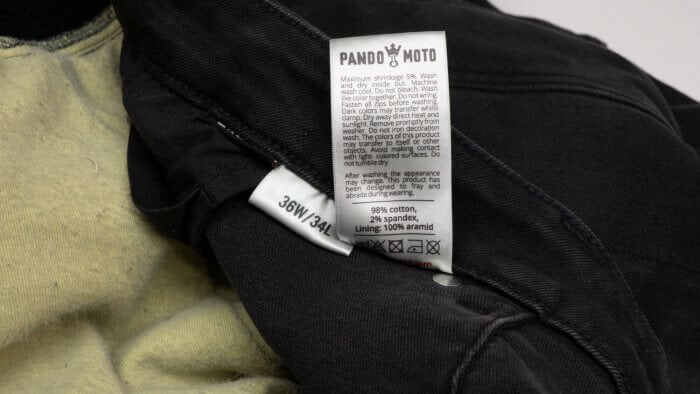 PANDO MOTO
Maximum shrinkage 5%. Wash
and dry inside out. Machine
wash cool. Do not bleach. Wash
like color together. Do not wring.
Fasten all zips before washing.
Dark colors may transfer whilst
damp. Dry away direct heat and
sunlight. Remove promptly from
washer. Do not iron decoration
wash. The colors of this product
may transfer to itself or other
objects. Avoid making contact
with light- colored surfaces. Do
not tumble dry.
After washing the appearance
may change. This product has
been designed to fray and
abrade during wearing.
98% cotton,
2% spandex,
Lining: 100% aramid
36W/34L